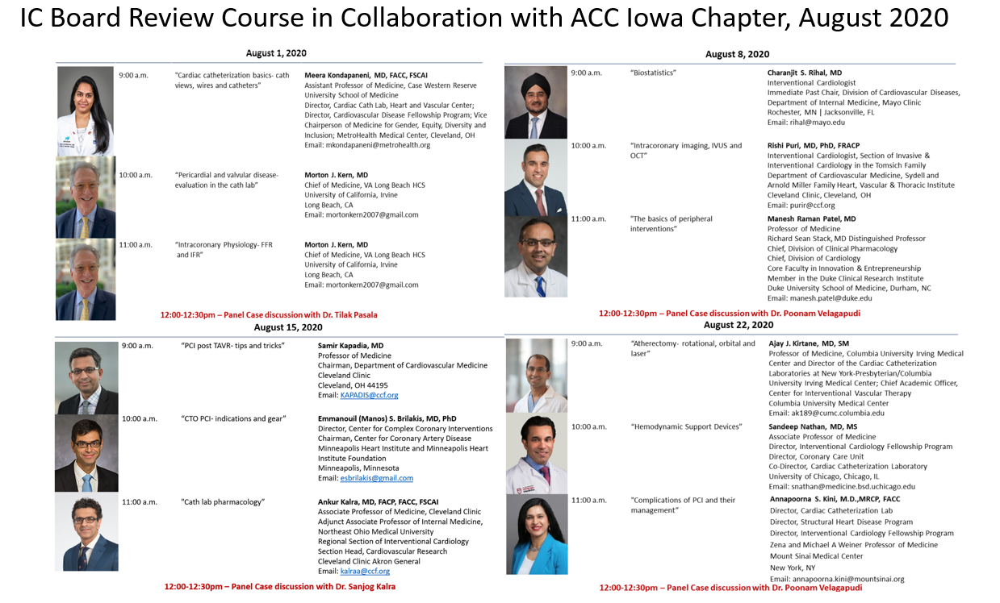 IC Board Review Course in Collaboration with ACC Iowa Chapter, August 2020
August 1, 2020
9:00 a.m.
"Cardiac catheterization basics- cath
views, wires and catheters"
Meera Kondapaneni, MD, FACC, FSCAI
Assistant Professor of Medicine, Case Western Reserve
University School of Medicine
Director, Cardiac Cath Lab, Heart and Vascular Center;
Director, Cardiovascular Disease Fellowship Program; Vice
Chairperson of Medicine for Gender, Equity, Diversity and
Inclusion; MetroHealth Medical Center, Cleveland, OH
Email: mkondapaneni@metrohealth.org
10:00 a.m.
"Pericardial and valvular disease-
evaluation in the cath lab"
Morton J. Kern, MD
Chief of Medicine, VA Long Beach HCS
University of California, Irvine
Long Beach, CA
Email: mortonkern2007@gmail.com
11:00 a.m.
"Intracoronary Physiology- FFR
and IFR"
Morton J. Kern, MD
Chief of Medicine, VA Long Beach HCS
University of California, Irvine
Long Beach, CA
Email: mortonkern2007@gmail.com
12:00-12:30pm – Panel Case discussion with Dr. Tilak Pasala
August 8, 2020
9:00 a.m.
"Biostatistics"
Charanjit S. Rihal, MD
Interventional Cardiologist
Immediate Past Chair, Division of Cardiovascular Diseases,
Department of Internal Medicine, Mayo Clinic
Rochester, MN | Jacksonville, FL
Email: rihal@mayo.edu
10:00 a.m.
"Intracoronary imaging, IVUS and
OCT"
Rishi Puri, MD, PhD, FRACP
Interventional Cardiologist, Section of Invasive &
Interventional Cardiology in the Tomsich Family
Department of Cardiovascular Medicine, Sydell and
Arnold Miller Family Heart, Vascular & Thoracic Institute
Cleveland Clinic, Cleveland, OH
Email: purir@ccf.org
11:00 a.m.
"The basics of peripheral
interventions"
Manesh Raman Patel, MD
Professor of Medicine
Richard Sean Stack, MD Distinguished Professor
Chief, Division of Clinical Pharmacology
Chief, Division of Cardiology
Core Faculty in Innovation & Entrepreneurship
Member in the Duke Clinical Research Institute
Duke University School of Medicine, Durham, NC
Email: manesh.patel@duke.edu
12:00-12:30pm – Panel Case discussion with Dr. Poonam Velagapudi
August 15, 2020
9:00 a.m.
"PCI post TAVR- tips and tricks"
Samir Kapadia, MD
Professor of Medicine
Chairman, Department of Cardiovascular Medicine
Cleveland Clinic
Cleveland, OH 44195
Email: KAPADIS@ccf.org
10:00 a.m.
"CTO PCI- indications and gear"
Emmanouil (Manos) S. Brilakis, MD, PhD
Director, Center for Complex Coronary Interventions
Chairman, Center for Coronary Artery Disease
Minneapolis Heart Institute and Minneapolis Heart
Institute Foundation
Minneapolis, Minnesota
Email: esbrilakis@gmail.com
11:00 a.m.
"Cath lab pharmacology"
Ankur Kalra, MD, FACP, FACC, FSCAI
Associate Professor of Medicine, Cleveland Clinic
Adjunct Associate Professor of Internal Medicine,
Northeast Ohio Medical University
Regional Section of Interventional Cardiology
Section Head, Cardiovascular Research
Cleveland Clinic Akron General
Email: kalraa@ccf.org
12:00-12:30pm – Panel Case discussion with Dr. Sanjog Kalra
August 22, 2020
9:00 a.m.
"Atherectomy- rotational, orbital and
laser"
Ajay J. Kirtane, MD, SM
Professor of Medicine, Columbia University Irving Medical
Center and Director of the Cardiac Catheterization
Laboratories at New York-Presbyterian/Columbia
University Irving Medical Center; Chief Academic Officer,
Center for Interventional Vascular Therapy
Columbia University Medical Center
Email: ak189@cumc.columbia.edu
10:00 a.m.
"Hemodynamic Support Devices"
Sandeep Nathan, MD, MS
Associate Professor of Medicine
Director, Interventional Cardiology Fellowship Program
Director, Coronary Care Unit
Co-Director, Cardiac Catheterization Laboratory
University of Chicago, Chicago, IL
Email: snathan@medicine.bsd.uchicago.edu
11:00 a.m.
"Complications of PCI and their
management"
Annapoorna S. Kini, M.D.,MRCP, FACC
Director, Cardiac Catheterization Lab
Director, Structural Heart Disease Program
Director, Interventional Cardiology Fellowship Program
Zena and Michael A Weiner Professor of Medicine
Mount Sinai Medical Center
New York, NY
Email: annapoorna.kini@mountsinai.org
12:00-12:30pm – Panel Case discussion with Dr. Poonam Velagapudi